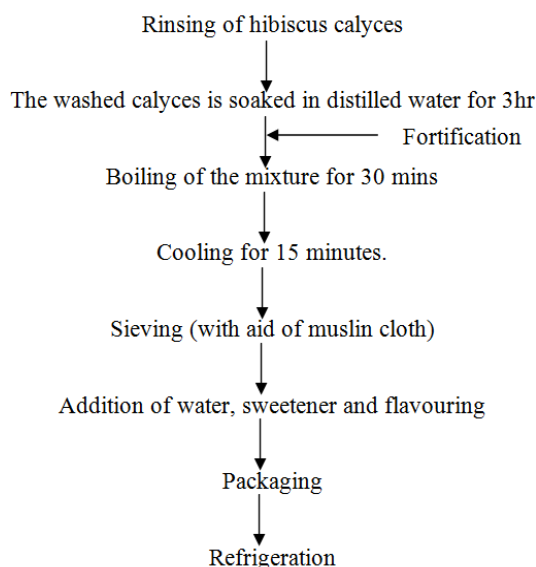 Rinsing of hibiscus calyces
The washed calyces is soaked in distilled water for 3hr
Fortification
Boiling of the mixture for 30 mins
Cooling for 15 minutes.
Sieving (with aid of muslin cloth)
Addition of water, sweetener and flavouring
Packaging
Refrigeration